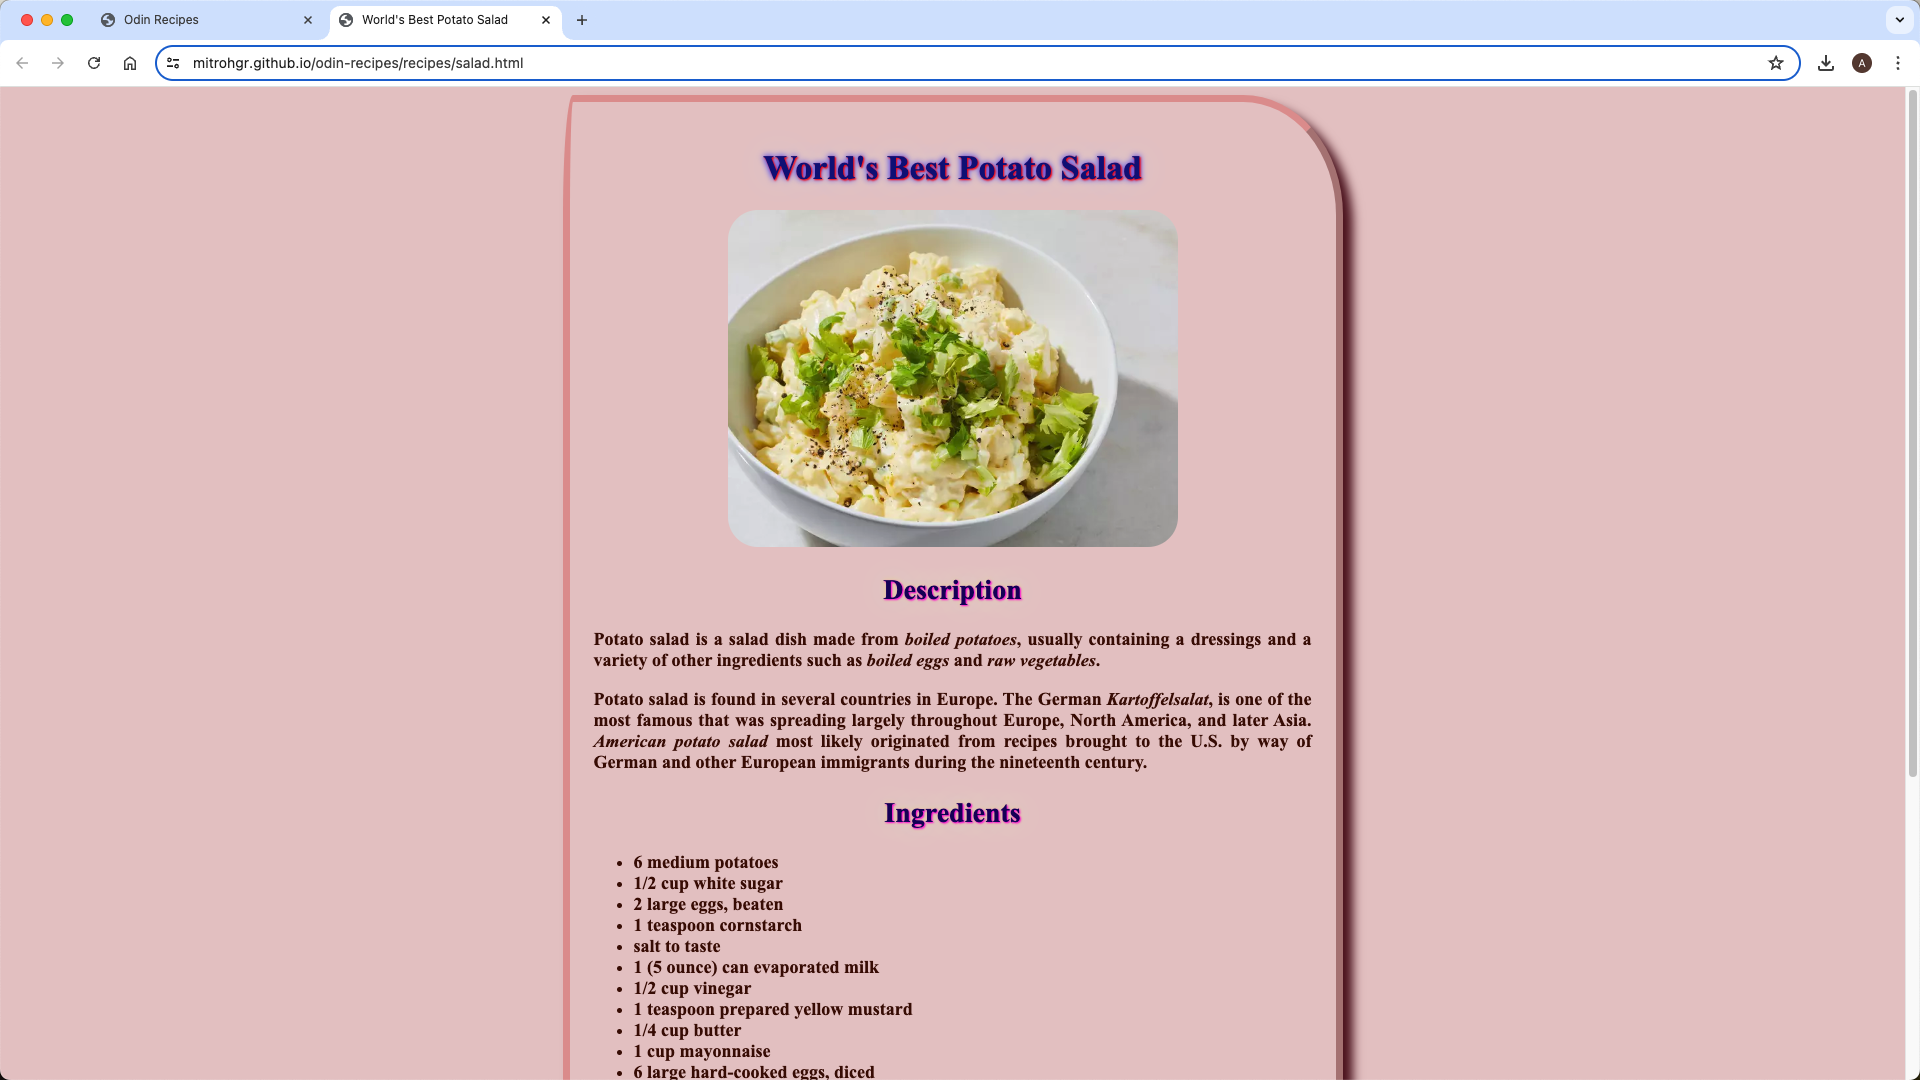 Odin Recipes
World's Best Potato Salad
mitrohgr.github.io/odin-recipes/recipes/salad.html
A
World's Best Potato Salad
Description
Potato salad is a salad dish made from boiled potatoes, usually containing a dressings and a
variety of other ingredients such as boiled eggs and raw vegetables.
Potato salad is found in several countries in Europe. The German Kartoffelsalat, is one of the
most famous that was spreading largely throughout Europe, North America, and later Asia.
American potato salad most likely originated from recipes brought to the U.S. by way of
German and other European immigrants during the nineteenth century.
Ingredients
• 6 medium potatoes
• 1/2 cup white sugar
• 2 large eggs, beaten
• 1 teaspoon cornstarch
• salt to taste
• 1 (5 ounce) can evaporated milk
• 1/2 cup vinegar
• 1 teaspoon prepared yellow mustard
• 1/4 cup butter
• 1 cup mayonnaise
• 6 large hard-cooked eggs, diced